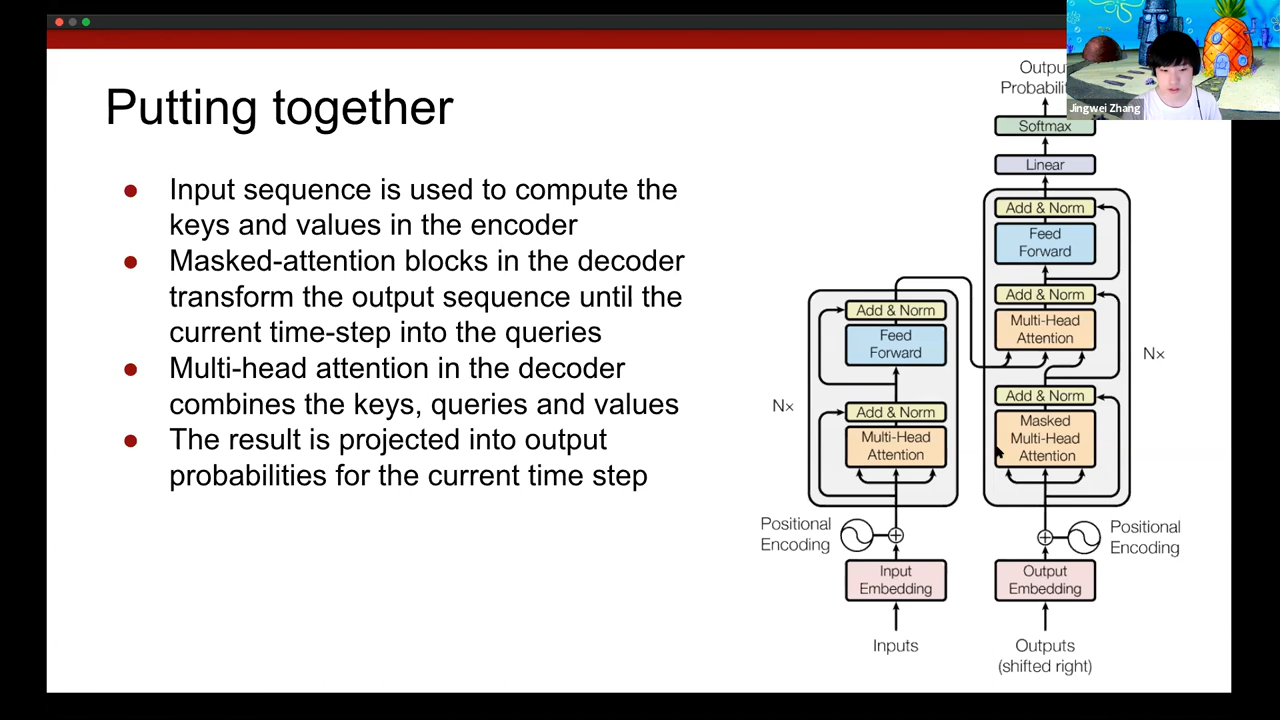 Putting together
● Input sequence is used to compute the
keys and values in the encoder
● Masked-attention blocks in the decoder
transform the output sequence until the
current time-step into the queries
● Multi-head attention in the decoder
combines the keys, queries and values
● The result is projected into output
probabilities for the current time step
Jingwei Zhang
Softmax
Linear
Add & Norm
Feed
Forward
Add & Norm
Multi-Head
Attention
Add & Norm
Masked
Multi-Head
Attention
Nx
Positional
Encoding
Output
Embedding
Outputs
(shifted right)
Add & Norm
Feed
Forward
Add & Norm
Multi-Head
Attention
Nx
Positional
Encoding
Input
Embedding
Inputs